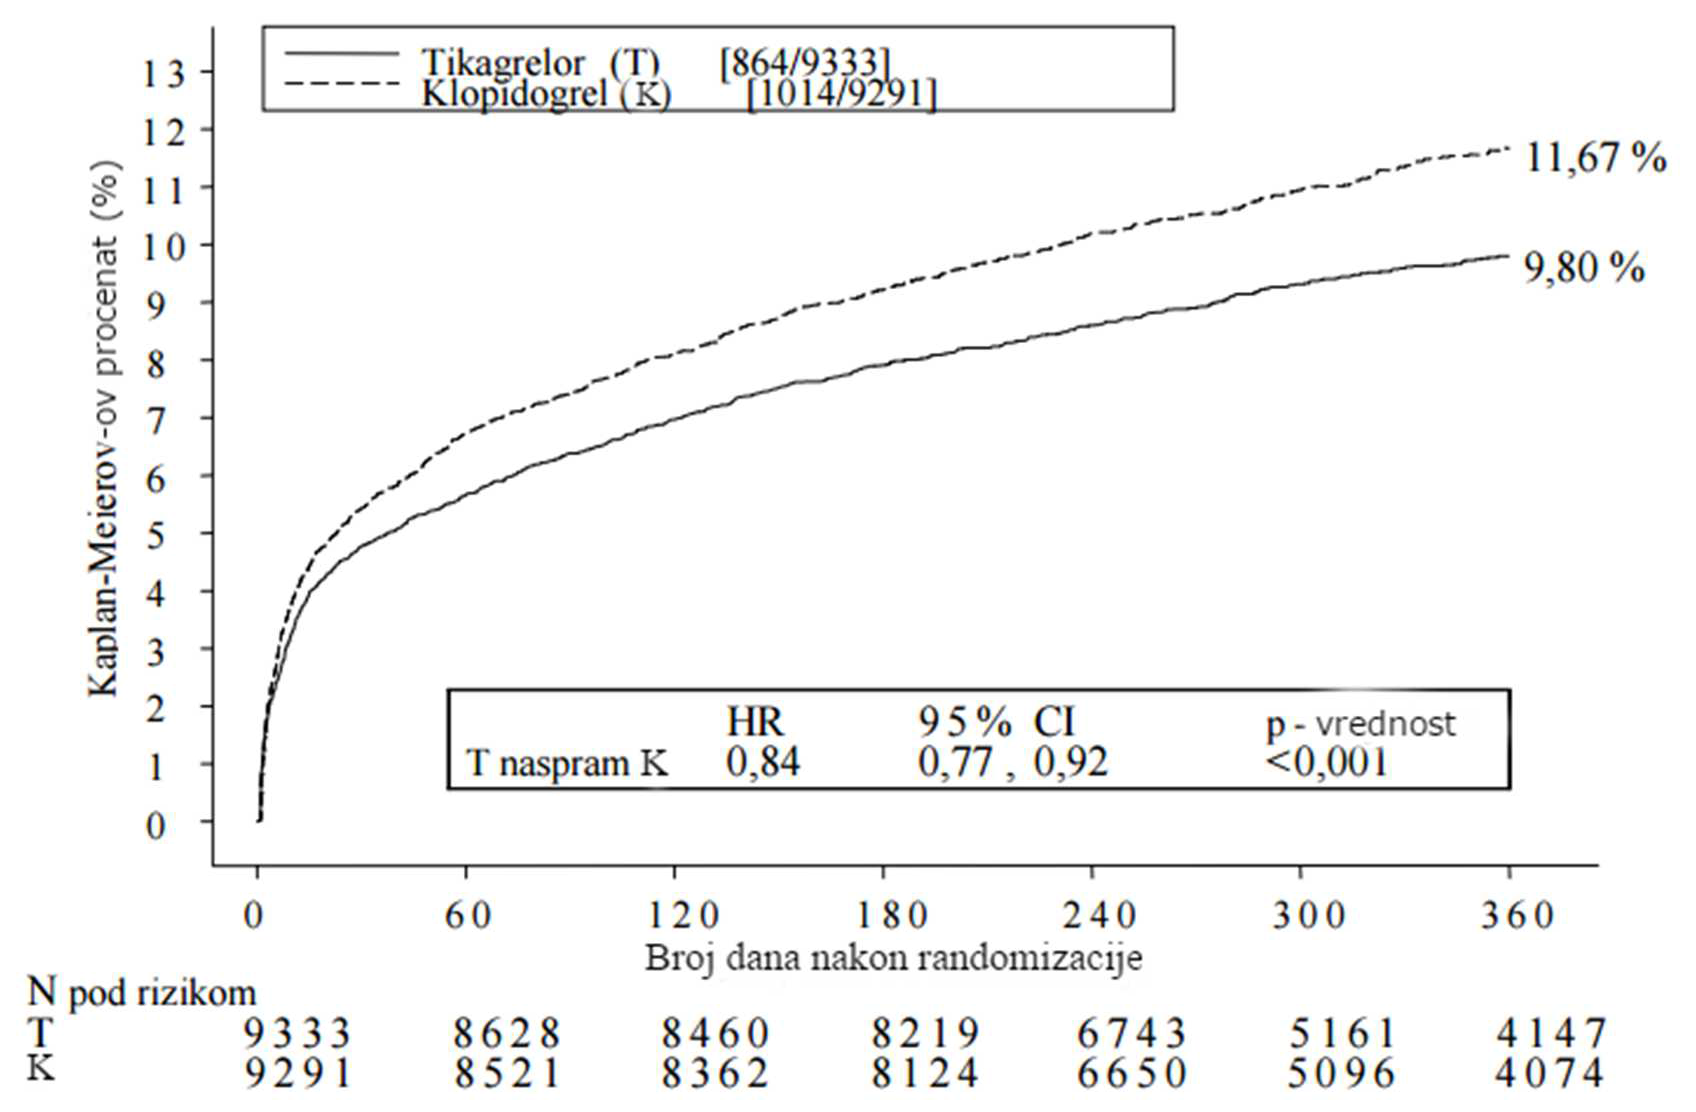 Tikagrelor (T) [864/9333]
Klopidogrel (K) [1014/9291]
Kaplan-Meierov-ov procenat (%)
13
12
11
10
9
8
7
6
5
4
3
2
1
0
11,67 %
9,80 %
HR 95% CI p - vrednost
T naspram K 0,84 0,77 , 0,92 <0,001
0 60 120 180 240 300 360
Broj dana nakon randomizacije
N pod rizikom
T 9333 8628 8460 8219 6743 5161 4147
K 9291 8521 8362 8124 6650 5096 4074